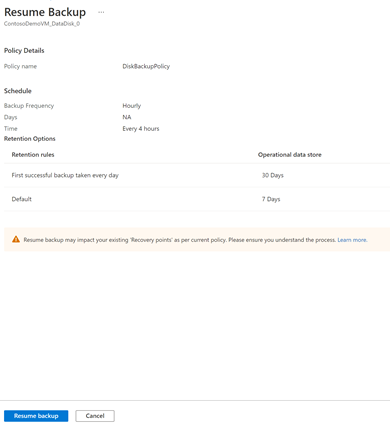 Resume Backup ...
ContosoDemoVM_DataDisk_0
Policy Details
Policy name DiskBackupPolicy
Schedule
Backup Frequency Hourly
Days NA
Time Every 4 hours
Retention Options
Retention rules Operational data store
First successful backup taken every day 30 Days
Default 7 Days
Resume backup may impact your existing 'Recovery points' as per current policy. Please ensure you understand the process. Learn more.
Resume backup Cancel